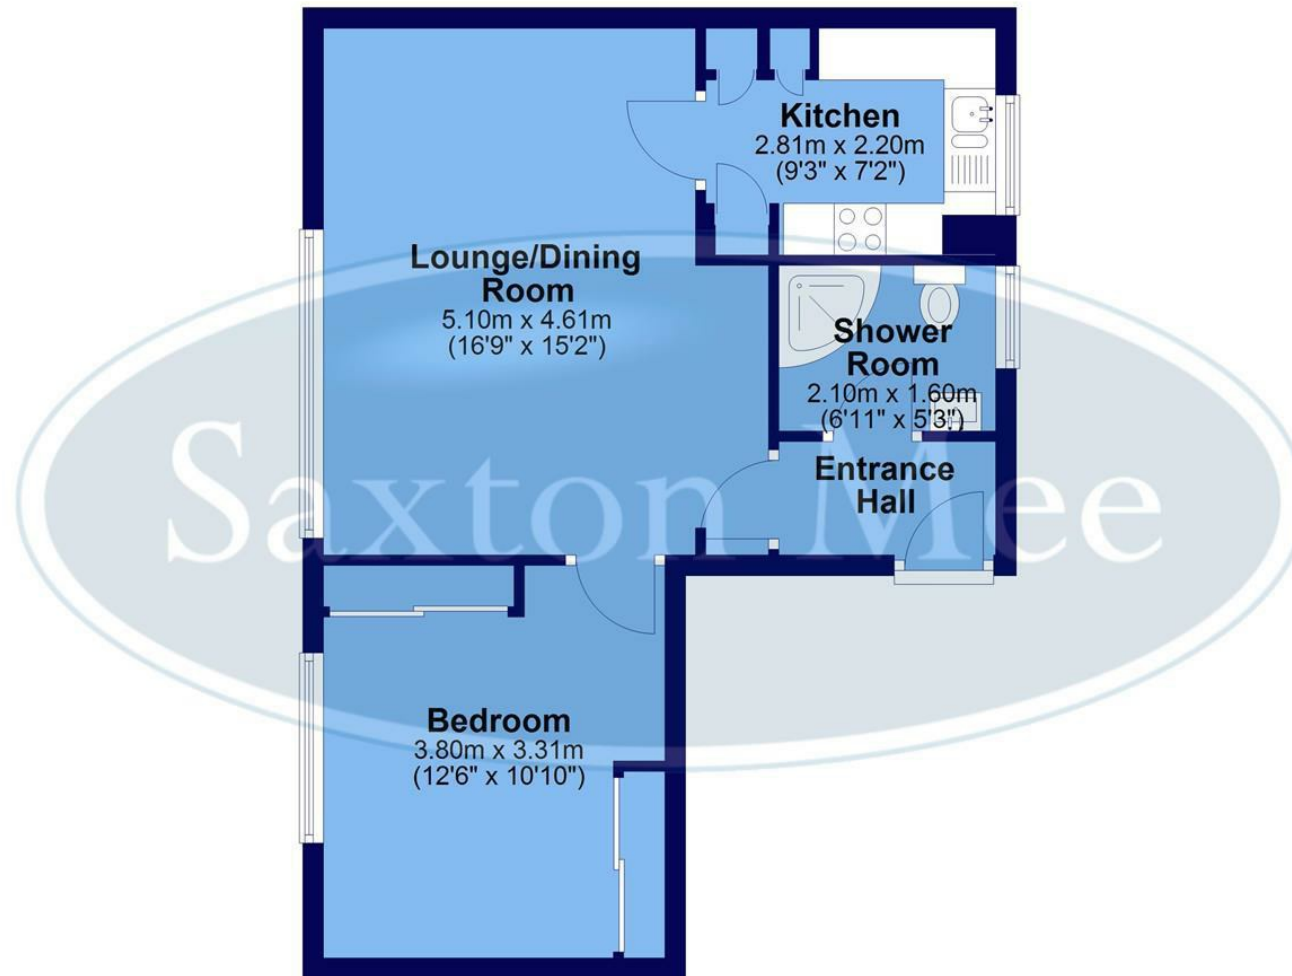 Kitchen
2.81m x 2.20m
(9'3" x 7'2")
Lounge/Dining
Room
5.10m x 4.61m
(16'9" x 15'2")
Shower
Room
2.10m x 1.60m
(6'11" x 5'3")
Entrance
Hall
Saxton Mee
Bedroom
3.80m x 3.31m
(12'6" x 10'10")